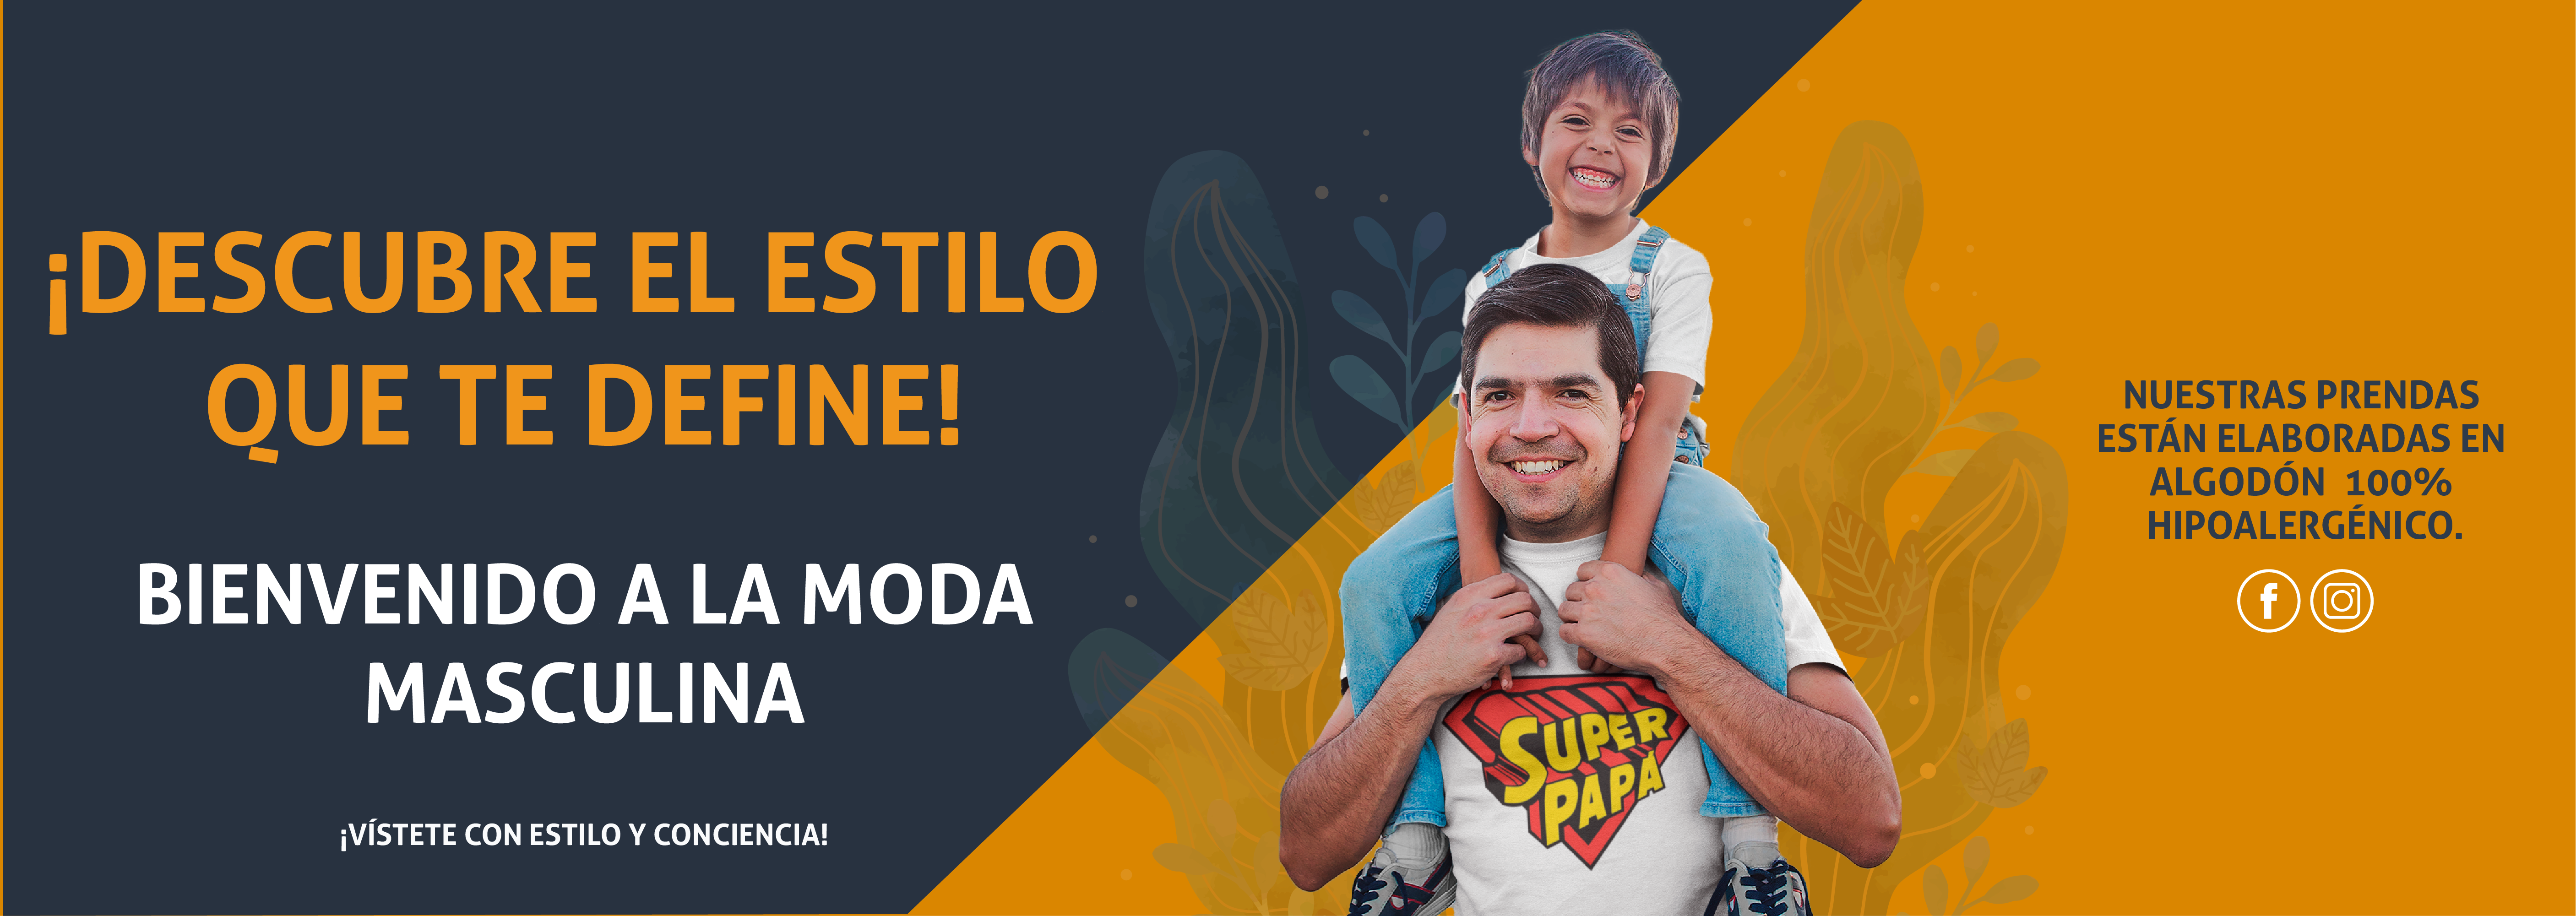 ¡DESCUBRE EL ESTILO
QUE TE DEFINE!
BIENVENIDO A LA MODA
MASCULINA
¡VÍSTETE CON ESTILO Y CONCIENCIA!
SUPER
PAPÁ
NUESTRAS PRENDAS
ESTÁN ELABORADAS EN
ALGODÓN 100%
HIPOALERGÉNICO.